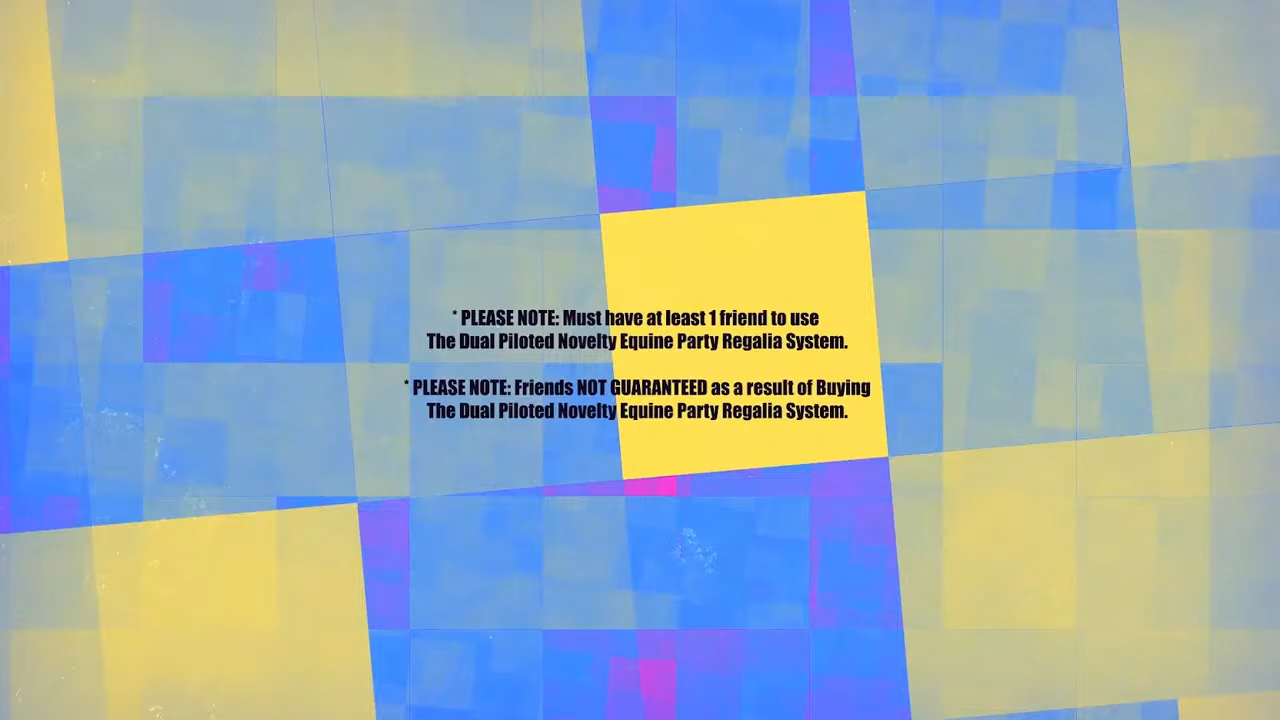 * PLEASE NOTE: Must have at least 1 friend to use
The Dual Piloted Novelty Equine Party Regalia System.
* PLEASE NOTE: Friends NOT GUARANTEED as a result of Buying
The Dual Piloted Novelty Equine Party Regalia System.